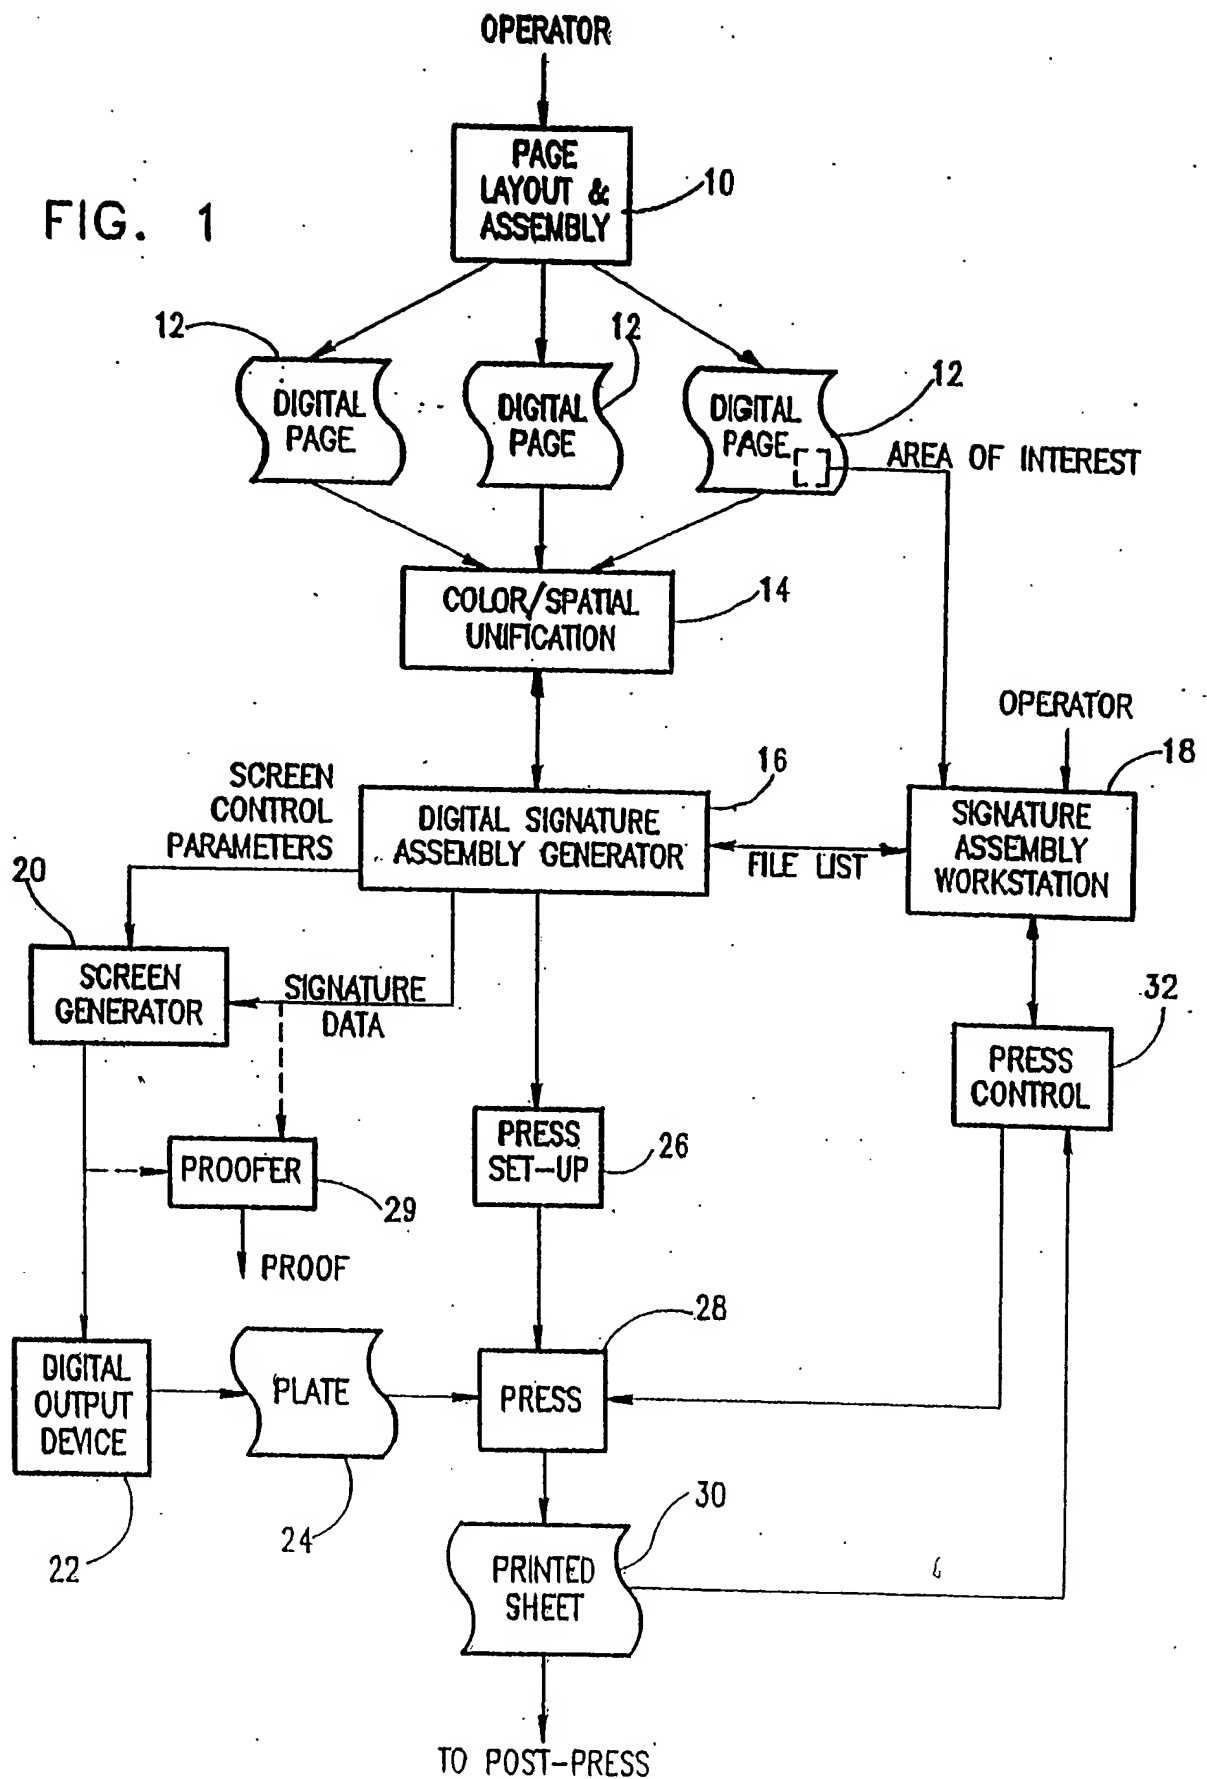 OPERATOR
PAGE
LAYOUT &
ASSEMBLY
10
FIG. 1
12
12
12
DIGITAL
PAGE
DIGITAL
PAGE
DIGITAL
PAGE
AREA OF INTEREST
COLOR/SPATIAL
UNIFICATION
14
OPERATOR
18
SCREEN
CONTROL
PARAMETERS
16
DIGITAL SIGNATURE
ASSEMBLY GENERATOR
FILE LIST
SIGNATURE
ASSEMBLY
WORKSTATION
20
SCREEN
GENERATOR
SIGNATURE
DATA
32
PRESS
CONTROL
PRESS
SET-UP
26
PROOFER
29
PROOF
28
DIGITAL
OUTPUT
DEVICE
PLATE
PRESS
22
24
30
PRINTED
SHEET
TO POST-PRESS